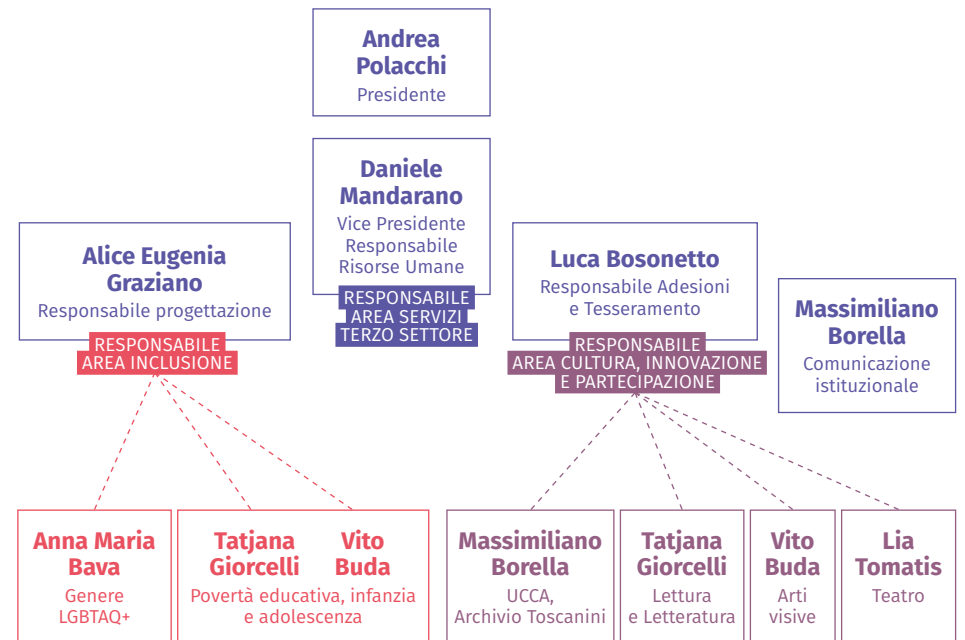 Andrea
Polacchi
Presidente
Daniele
Mandarano
Vice Presidente
Responsabile
Risorse Umane
RESPONSABILE
AREA SERVIZI
TERZO SETTORE
Alice Eugenia
Graziano
Responsabile progettazione
RESPONSABILE
AREA INCLUSIONE
Luca Bosonetto
Responsabile Adesioni
e Tesseramento
RESPONSABILE
AREA CULTURA, INNOVAZIONE
E PARTECIPAZIONE
Massimiliano
Borella
Comunicazione
istituzionale
Anna Maria
Bava
Genere
LGBTAQ+
Tatjana
Giorcelli
Vito
Buda
Povertà educativa, infanzia
e adolescenza
Massimiliano
Borella
UCCA,
Archivio Toscanini
Tatjana
Giorcelli
Lettura
e Letteratura
Vito
Buda
Arti
visive
Lia
Tomatis
Teatro